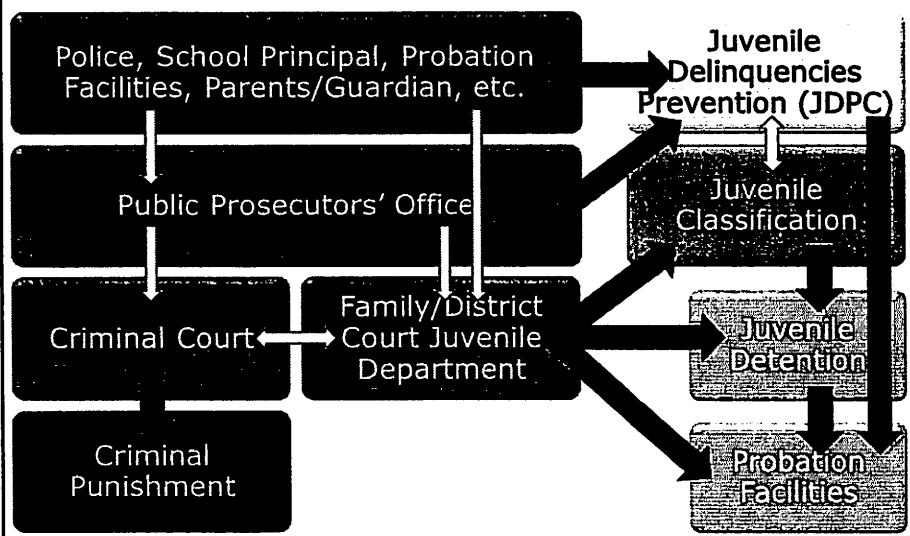 Police, School Principal, Probation
Facilities, Parents/Guardian, etc.
Juvenile
Delinquencies
Prevention (JDPC)
Public Prosecutors' Office
Juvenile
Classification
Criminal Court
Family/District
Court Juvenile
Department
Juvenile
Detention
Criminal
Punishment
Probation
Facilities